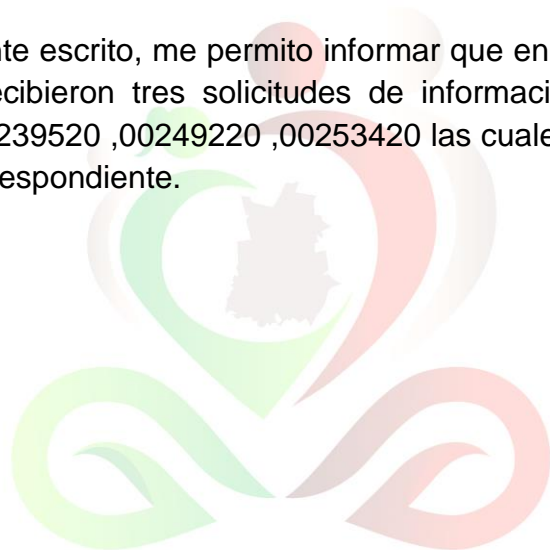 nte escrito, me permito informar que en
ecibieron tres solicitudes de informaci
239520 ,00249220 ,00253420 las cuale
espondiente.